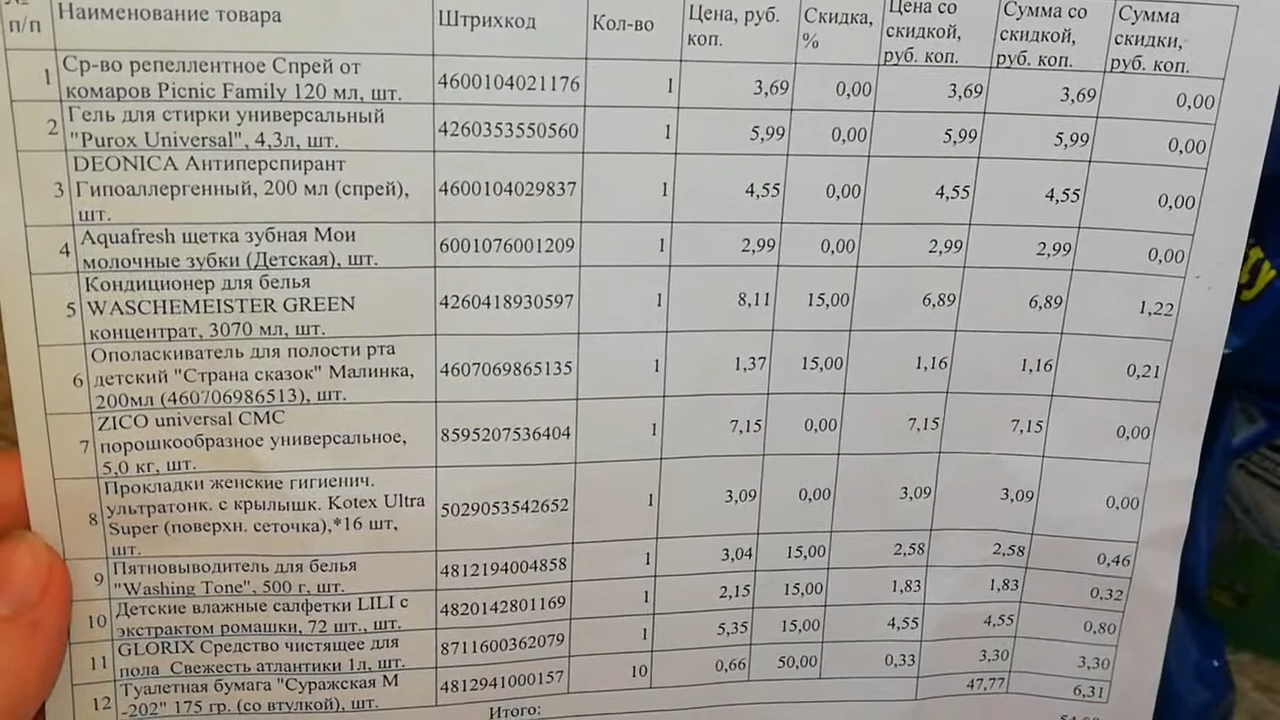 № Наименование товара Штрихкод Кол-во Цена, руб. Скидка, Цена со Сумма со Сумма
п/п коп. % скидкой, скидкой, скидки,
руб. коп. руб. коп. руб. коп.
1 Ср-во репеллентное Спрей от 4600104021176 1 3,69 0,00 3,69 3,69 0,00
комаров Picnic Family 120 мл, шт.
2 Гель для стирки универсальный 4260353550560 1 5,99 0,00 5,99 5,99 0,00
"Purox Universal", 4,3л, шт.
DEONICA Антиперспирант
3 Гипоаллергенный, 200 мл (спрей), 4600104029837 1 4,55 0,00 4,55 4,55 0,00
шт.
4 Aquafresh щетка зубная Мои 6001076001209 1 2,99 0,00 2,99 2,99 0,00
молочные зубки (Детская), шт.
Кондиционер для белья
5 WASCHEMEISTER GREEN 4260418930597 1 8,11 15,00 6,89 6,89 1,22
концентрат, 3070 мл, шт.
Ополаскиватель для полости рта
6 детский "Страна сказок" Малинка, 4607069865135 1 1,37 15,00 1,16 1,16 0,21
200мл (460706986513), шт.
ZICO universal СМС
7 порошкообразное универсальное, 8595207536404 1 7,15 0,00 7,15 7,15 0,00
5,0 кг, шт.
Прокладки женские гигиенич.
8 ультратонк. с крылышк. Kotex Ultra 5029053542652 1 3,09 0,00 3,09 3,09 0,00
Super (поверхн. сеточка),*16 шт,
шт.
9 Пятновыводитель для белья 4812194004858 1 3,04 15,00 2,58 2,58 0,46
"Washing Tone", 500 г, шт.
10 Детские влажные салфетки LILI с 4820142801169 1 2,15 15,00 1,83 1,83 0,32
экстрактом ромашки, 72 шт., шт.
11 GLORIX Средство чистящее для 8711600362079 1 5,35 15,00 4,55 4,55 0,80
пола Свежесть атлантики 1л, шт.
12 Туалетная бумага "Суражская М 4812941000157 10 0,66 50,00 0,33 3,30 3,30
-202" 175 гр. (со втулкой), шт.
Итого: 47,77 6,31